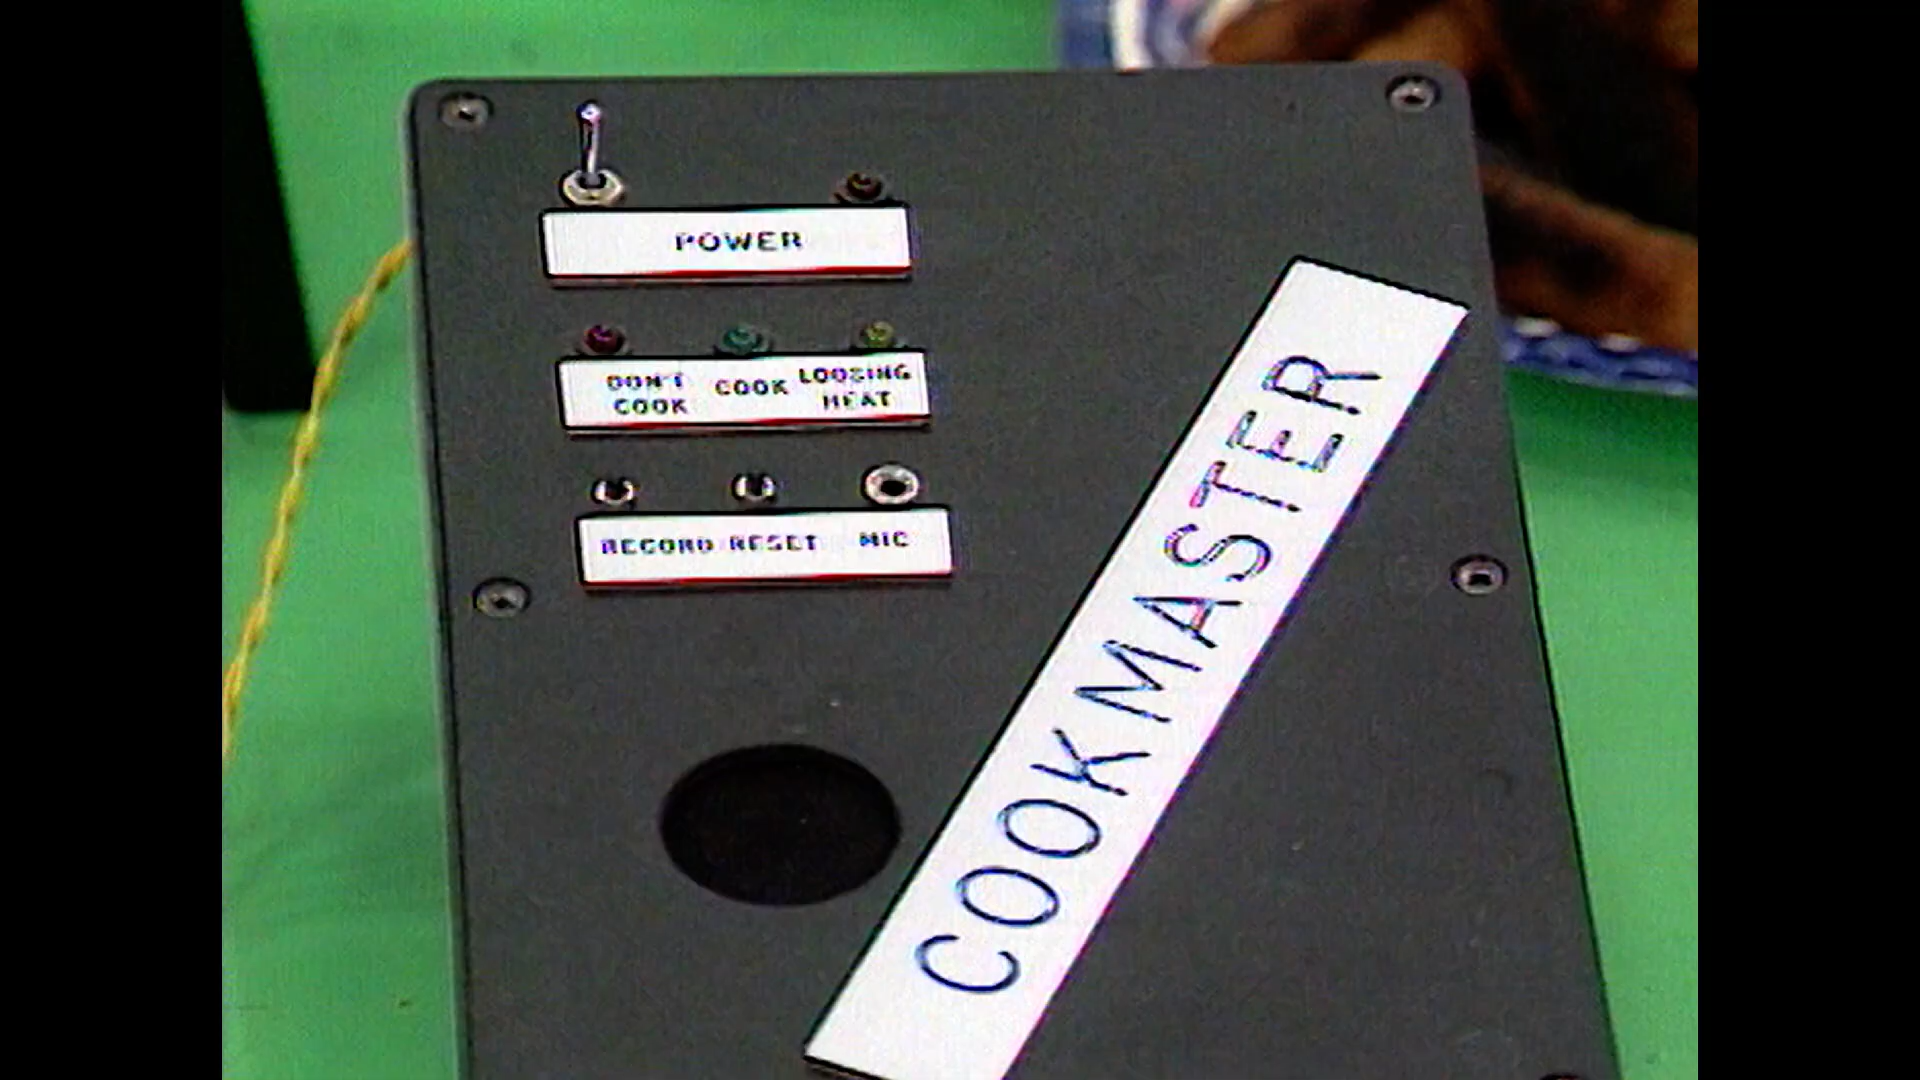 POWER
DON'T COOK LOOSING
COOK HEAT
RECORD RESET MIC
COOKMASTER